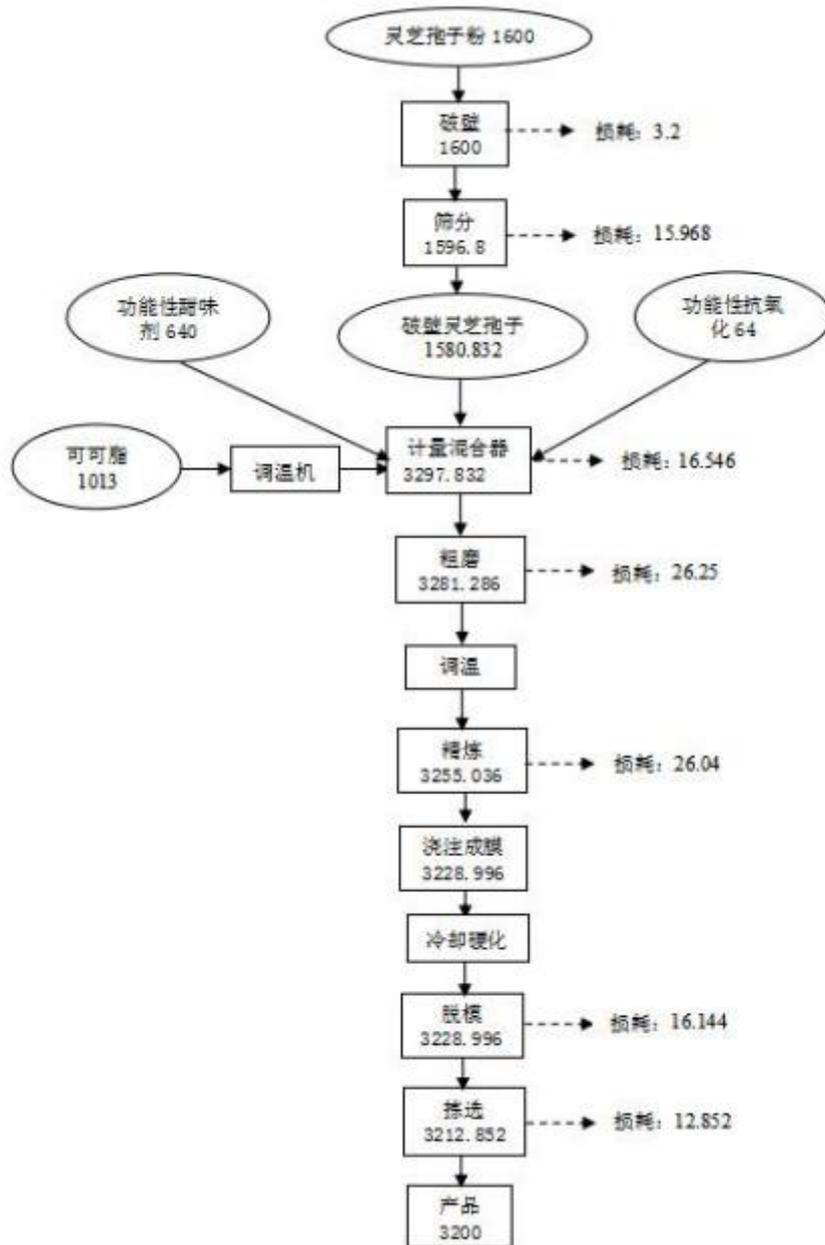 灵芝孢子粉 1600
破壁
1600
损耗：3.2
筛分
1596.8
损耗：15.968
功能性甜味
剂 640
破壁灵芝孢子
1580.832
功能性抗氧
化 64
可可脂
1013
调温机
计量混合器
3297.832
损耗：16.546
粗磨
3281.286
损耗：26.25
调温
精炼
3255.036
损耗：26.04
浇注成膜
3228.996
冷却硬化
脱模
3228.996
损耗：16.144
拣选
3212.852
损耗：12.852
产品
3200